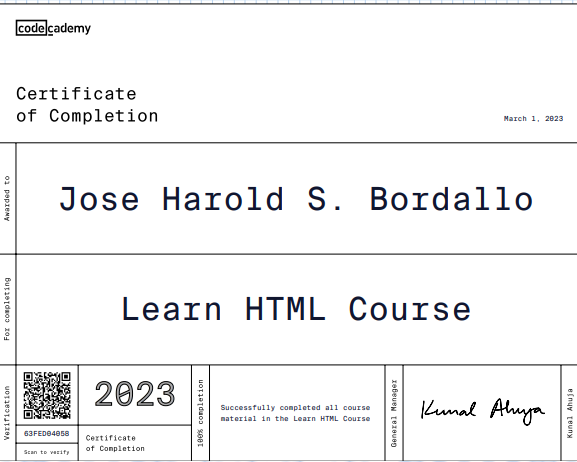 codecademy
Certificate
of Completion
March 1, 2023
Awarded to
Jose Harold S. Bordallo
For completing
Learn HTML Course
Verification
63FED04058
Scan to verify
2023
Certificate
of Completion
100% completion
Successfully completed all course
material in the Learn HTML Course
General Manager
Kunal Ahuja
Kunal Ahuja